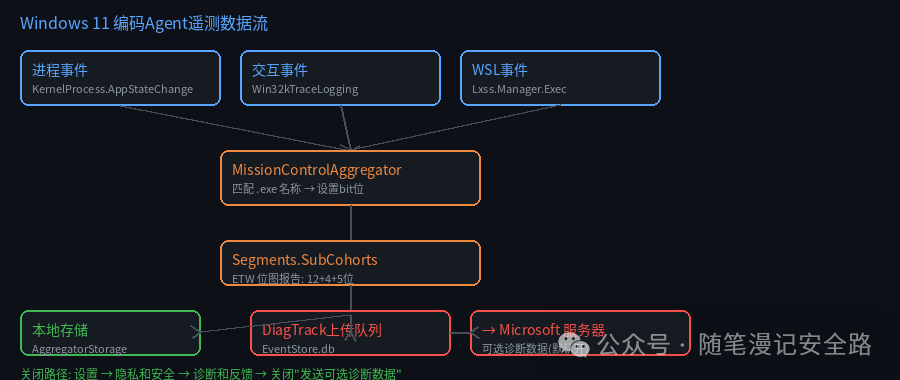 Windows 11 编码Agent遥测数据流
进程事件
KernelProcess.AppStateChange
交互事件
Win32kTraceLogging
WSL事件
Lxss.Manager.Exec
MissionControlAggregator
匹配 .exe 名称 → 设置bit位
Segments.SubCohorts
ETW 位图报告: 12+4+5位
本地存储
AggregatorStorage
DiagTrack上传队列
EventStore.db
→ Microsoft 服务器
可选诊断数据(默
公众号 · 随笔漫记安全路
关闭路径: 设置 → 隐私和安全 → 诊断和反馈 → 关闭"发送可选诊断数据"